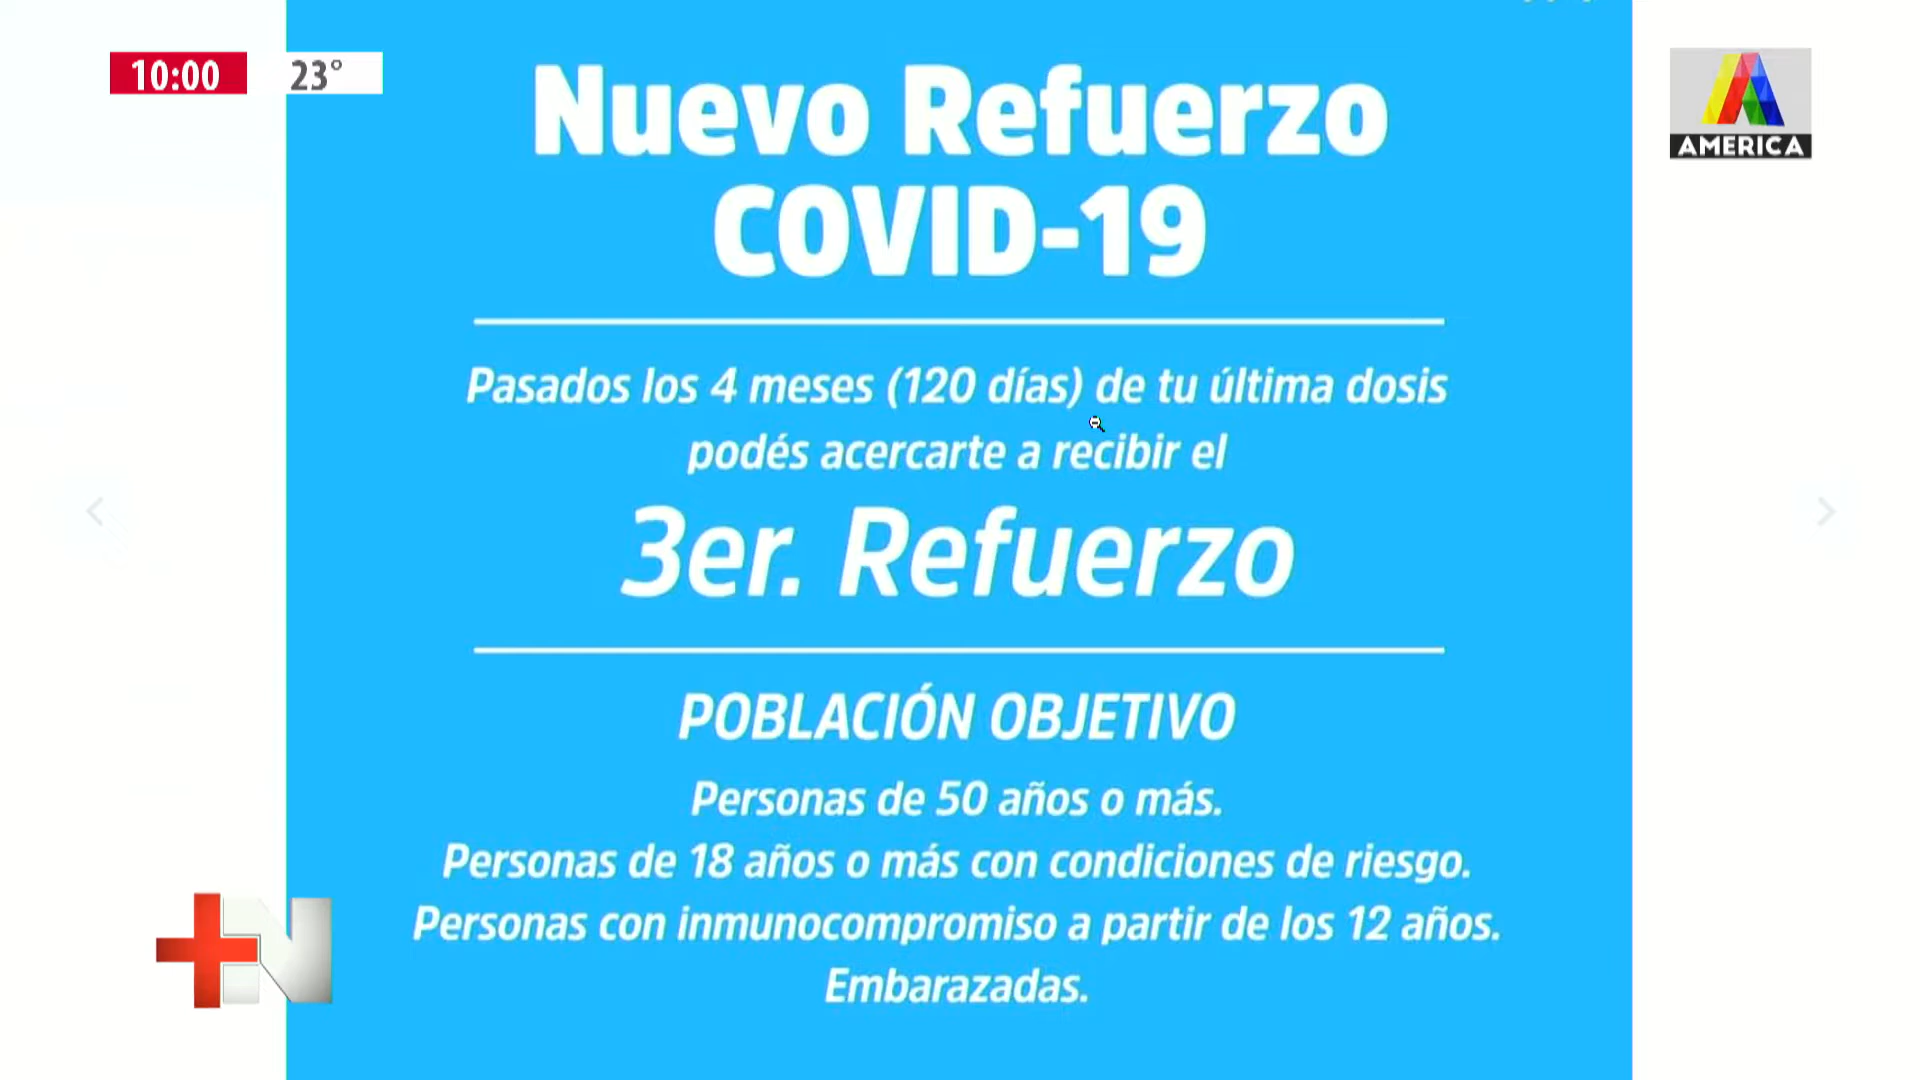 10:00 23°
AMERICA
Nuevo Refuerzo
COVID-19
Pasados los 4 meses (120 días) de tu última dosis
podés acercarte a recibir el
3er. Refuerzo
POBLACIÓN OBJETIVO
Personas de 50 años o más.
Personas de 18 años o más con condiciones de riesgo.
Personas con inmunocompromiso a partir de los 12 años.
Embarazadas.
+N